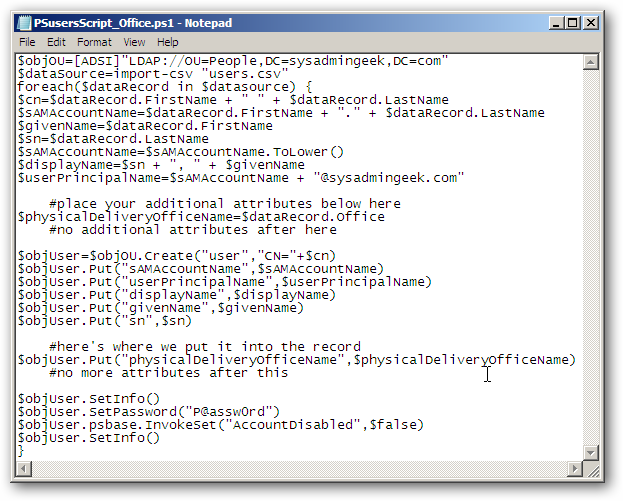 PSusersScript_Office.ps1 - Notepad
File Edit Format View Help
$objOU=[ADSI]"LDAP://OU=People,DC=sysadmingeek,DC=com"
$dataSource=import-csv "users.csv"
foreach($dataRecord in $datasource) {
$cn=$dataRecord.FirstName + " " + $dataRecord.LastName
$sAMAccountName=$dataRecord.FirstName + "." + $dataRecord.LastName
$givenName=$dataRecord.FirstName
$sn=$dataRecord.LastName
$sAMAccountName=$sAMAccountName.ToLower()
$displayName=$sn + ", " + $givenName
$userPrincipalName=$sAMAccountName + "@sysadmingeek.com"
#place your additional attributes below here
$physicalDeliveryOfficeName=$dataRecord.Office
#no additional attributes after here
$objUser=$objOU.Create("user","CN="+$cn)
$objUser.Put("sAMAccountName",$sAMAccountName)
$objUser.Put("userPrincipalName",$userPrincipalName)
$objUser.Put("displayName",$displayName)
$objUser.Put("givenName",$givenName)
$objUser.Put("sn",$sn)
#here's where we put it into the record
$objUser.Put("physicalDeliveryOfficeName",$physicalDeliveryOfficeName)
#no more attributes after this
$objUser.SetInfo()
$objUser.SetPassword("P@assw0rd")
$objUser.psbase.InvokeSet("AccountDisabled",$false)
$objUser.SetInfo()
}